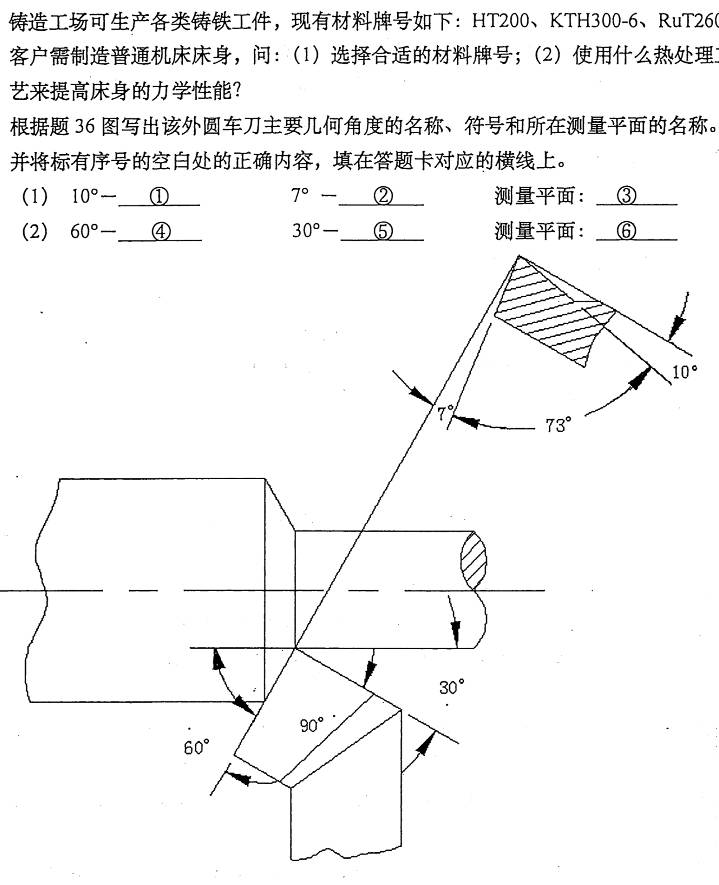 铸造工场可生产各类铸铁工件，现有材料牌号如下：HT200、KTH300-6、RuT260
客户需制造普通机床床身，问：（1）选择合适的材料牌号；（2）使用什么热处理工
艺来提高床身的力学性能？
根据题 36 图写出该外圆车刀主要几何角度的名称、符号和所在测量平面的名称。
并将标有序号的空白处的正确内容，填在答题卡对应的横线上。
（1） 10°－ ① 7° － ② 测量平面： ③
（2） 60°－ ④ 30°－ ⑤ 测量平面： ⑥
10°
7°
73°
30°
90°
60°